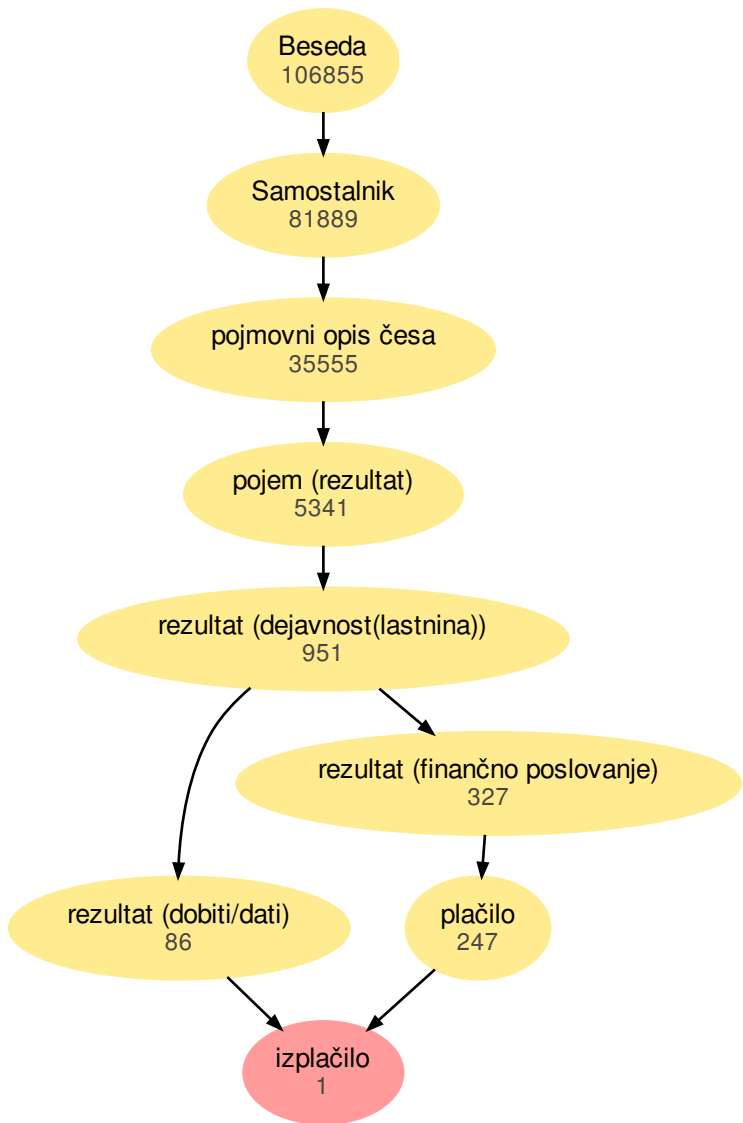 Beseda
106855
Samostalnik
81889
pojmovni opis česa
35555
pojem (rezultat)
5341
rezultat (dejavnost(lastnina))
951
rezultat (finančno poslovanje)
327
rezultat (dobiti/dati)
86
plačilo
247
izplačilo
1